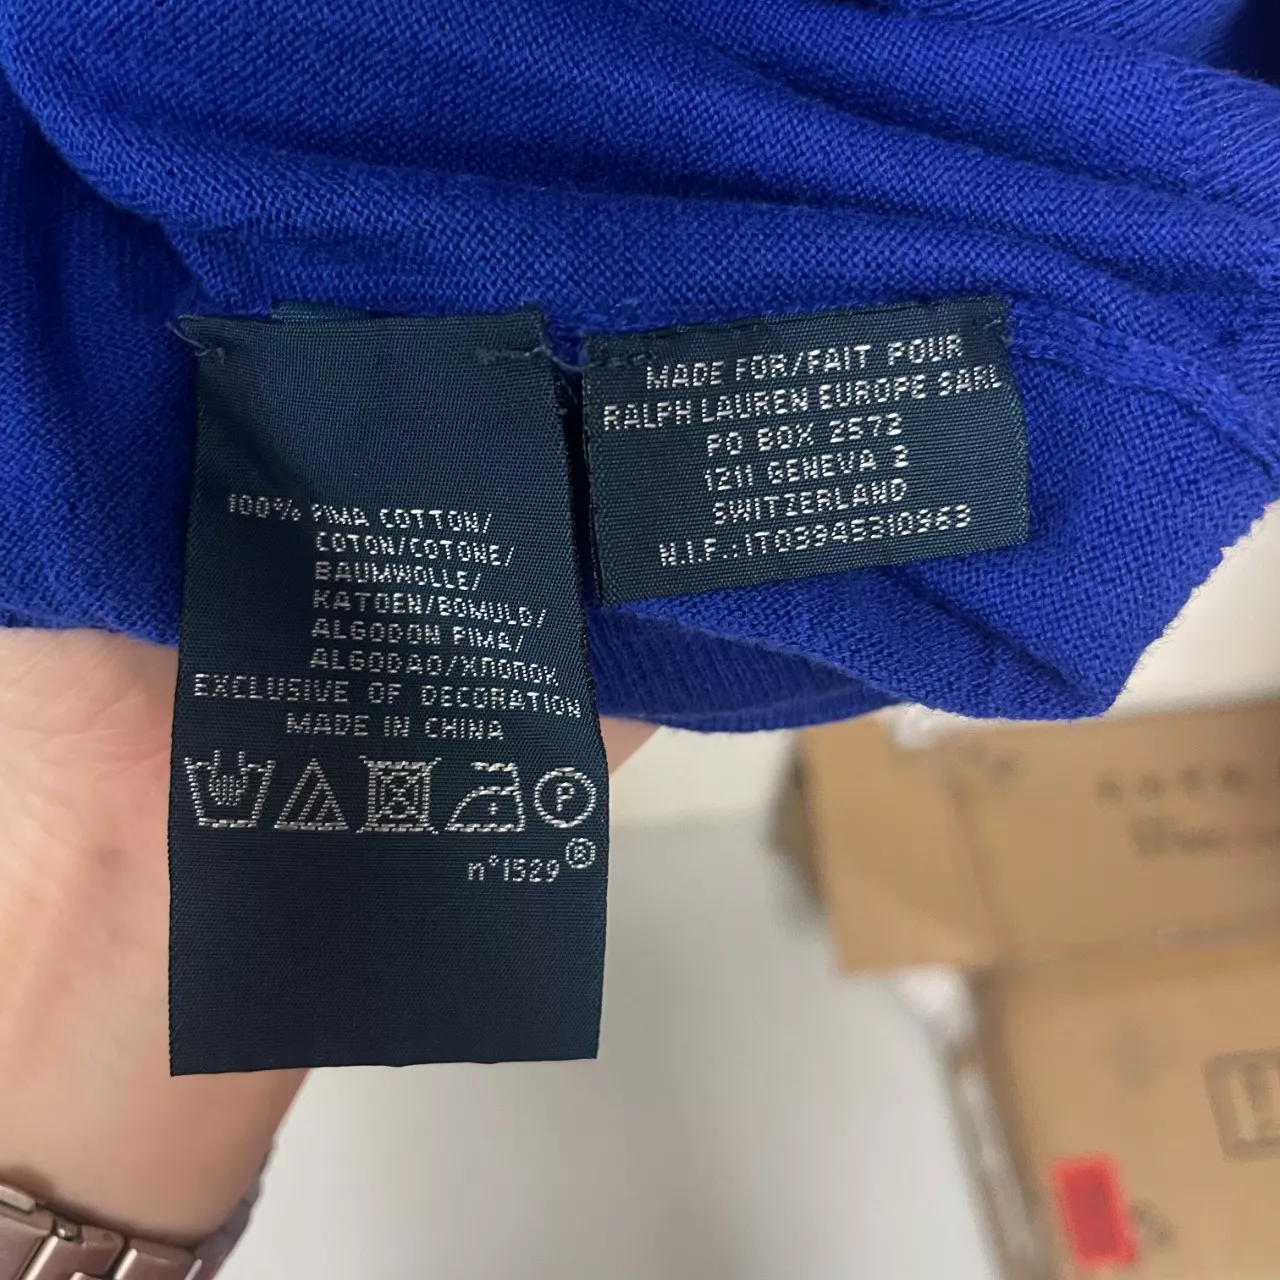 100% PIMA COTTON/
COTON/COTONE/
BAUMWOLLE/
KATOEN/BOMULD/
ALGODON PIMA/
ALGODAO/ХЛОПОК
EXCLUSIVE OF DECORATION
MADE IN CHINA
P
n°1529®
MADE FOR/FAIT POUR
RALPH LAUREN EUROPE SARL
PO BOX 2572
1211 GENEVA 2
SWITZERLAND
N.I.F.:IT03945310963